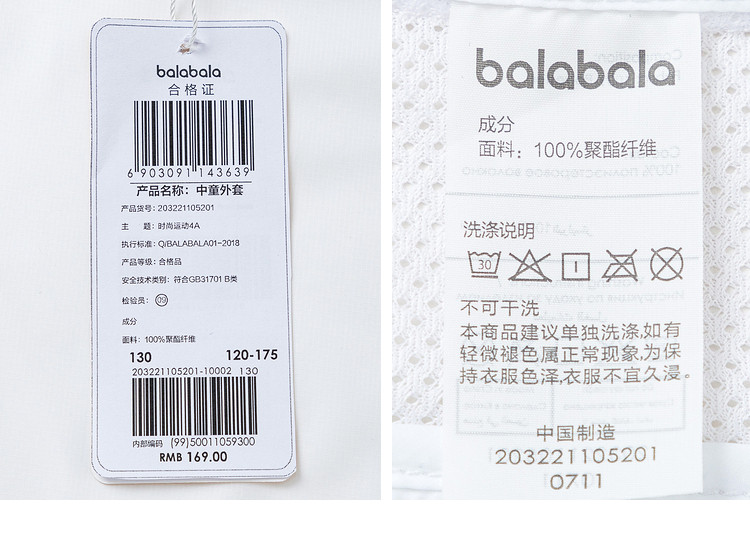 balabala
合格证
6 903091 143639
产品名称：中童外套
产品货号：203221105201
主 题：时尚运动4A
执行标准：Q/BALABALA01-2018
产品等级：合格品
安全技术类别：符合GB31701 B类
检验员：09
成分
面料：100%聚酯纤维
130 120-175
203221105201-10002 130
内部编码 (99)50011059300
RMB 169.00
balabala
成分
面料：100%聚酯纤维
洗涤说明
30
不可干洗
本商品建议单独洗涤,如有
轻微褪色属正常现象,为保
持衣服色泽,衣服不宜久浸。
中国制造
203221105201
0711